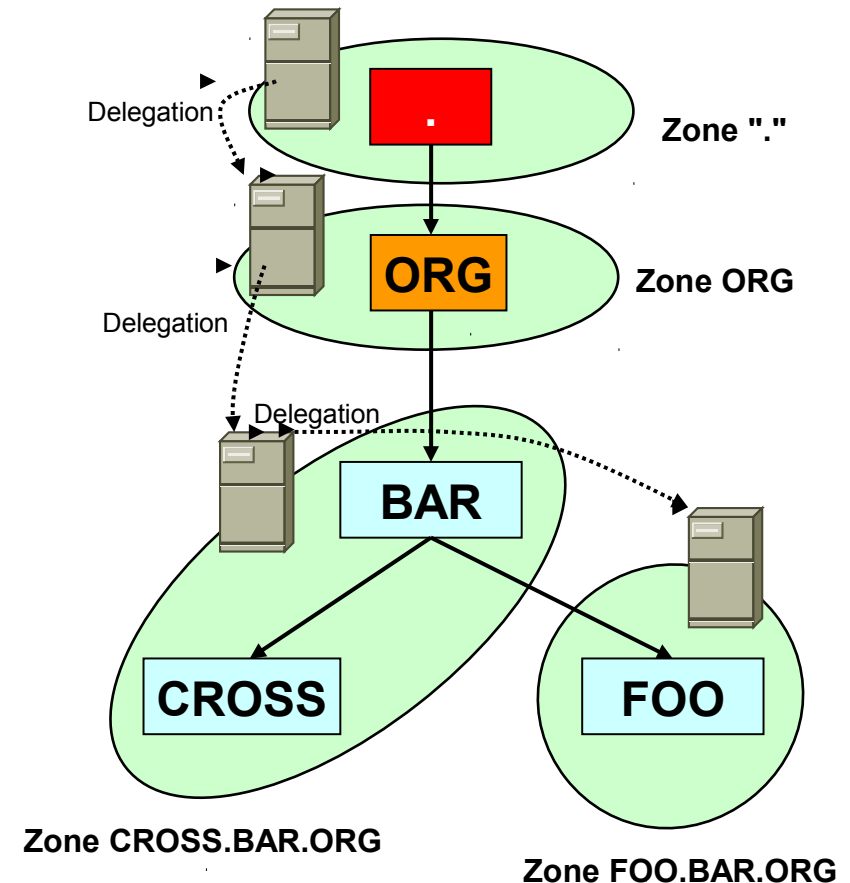 .
Delegation
Zone "."
ORG
Zone ORG
Delegation
Delegation
BAR
CROSS
FOO
Zone CROSS.BAR.ORG
Zone FOO.BAR.ORG